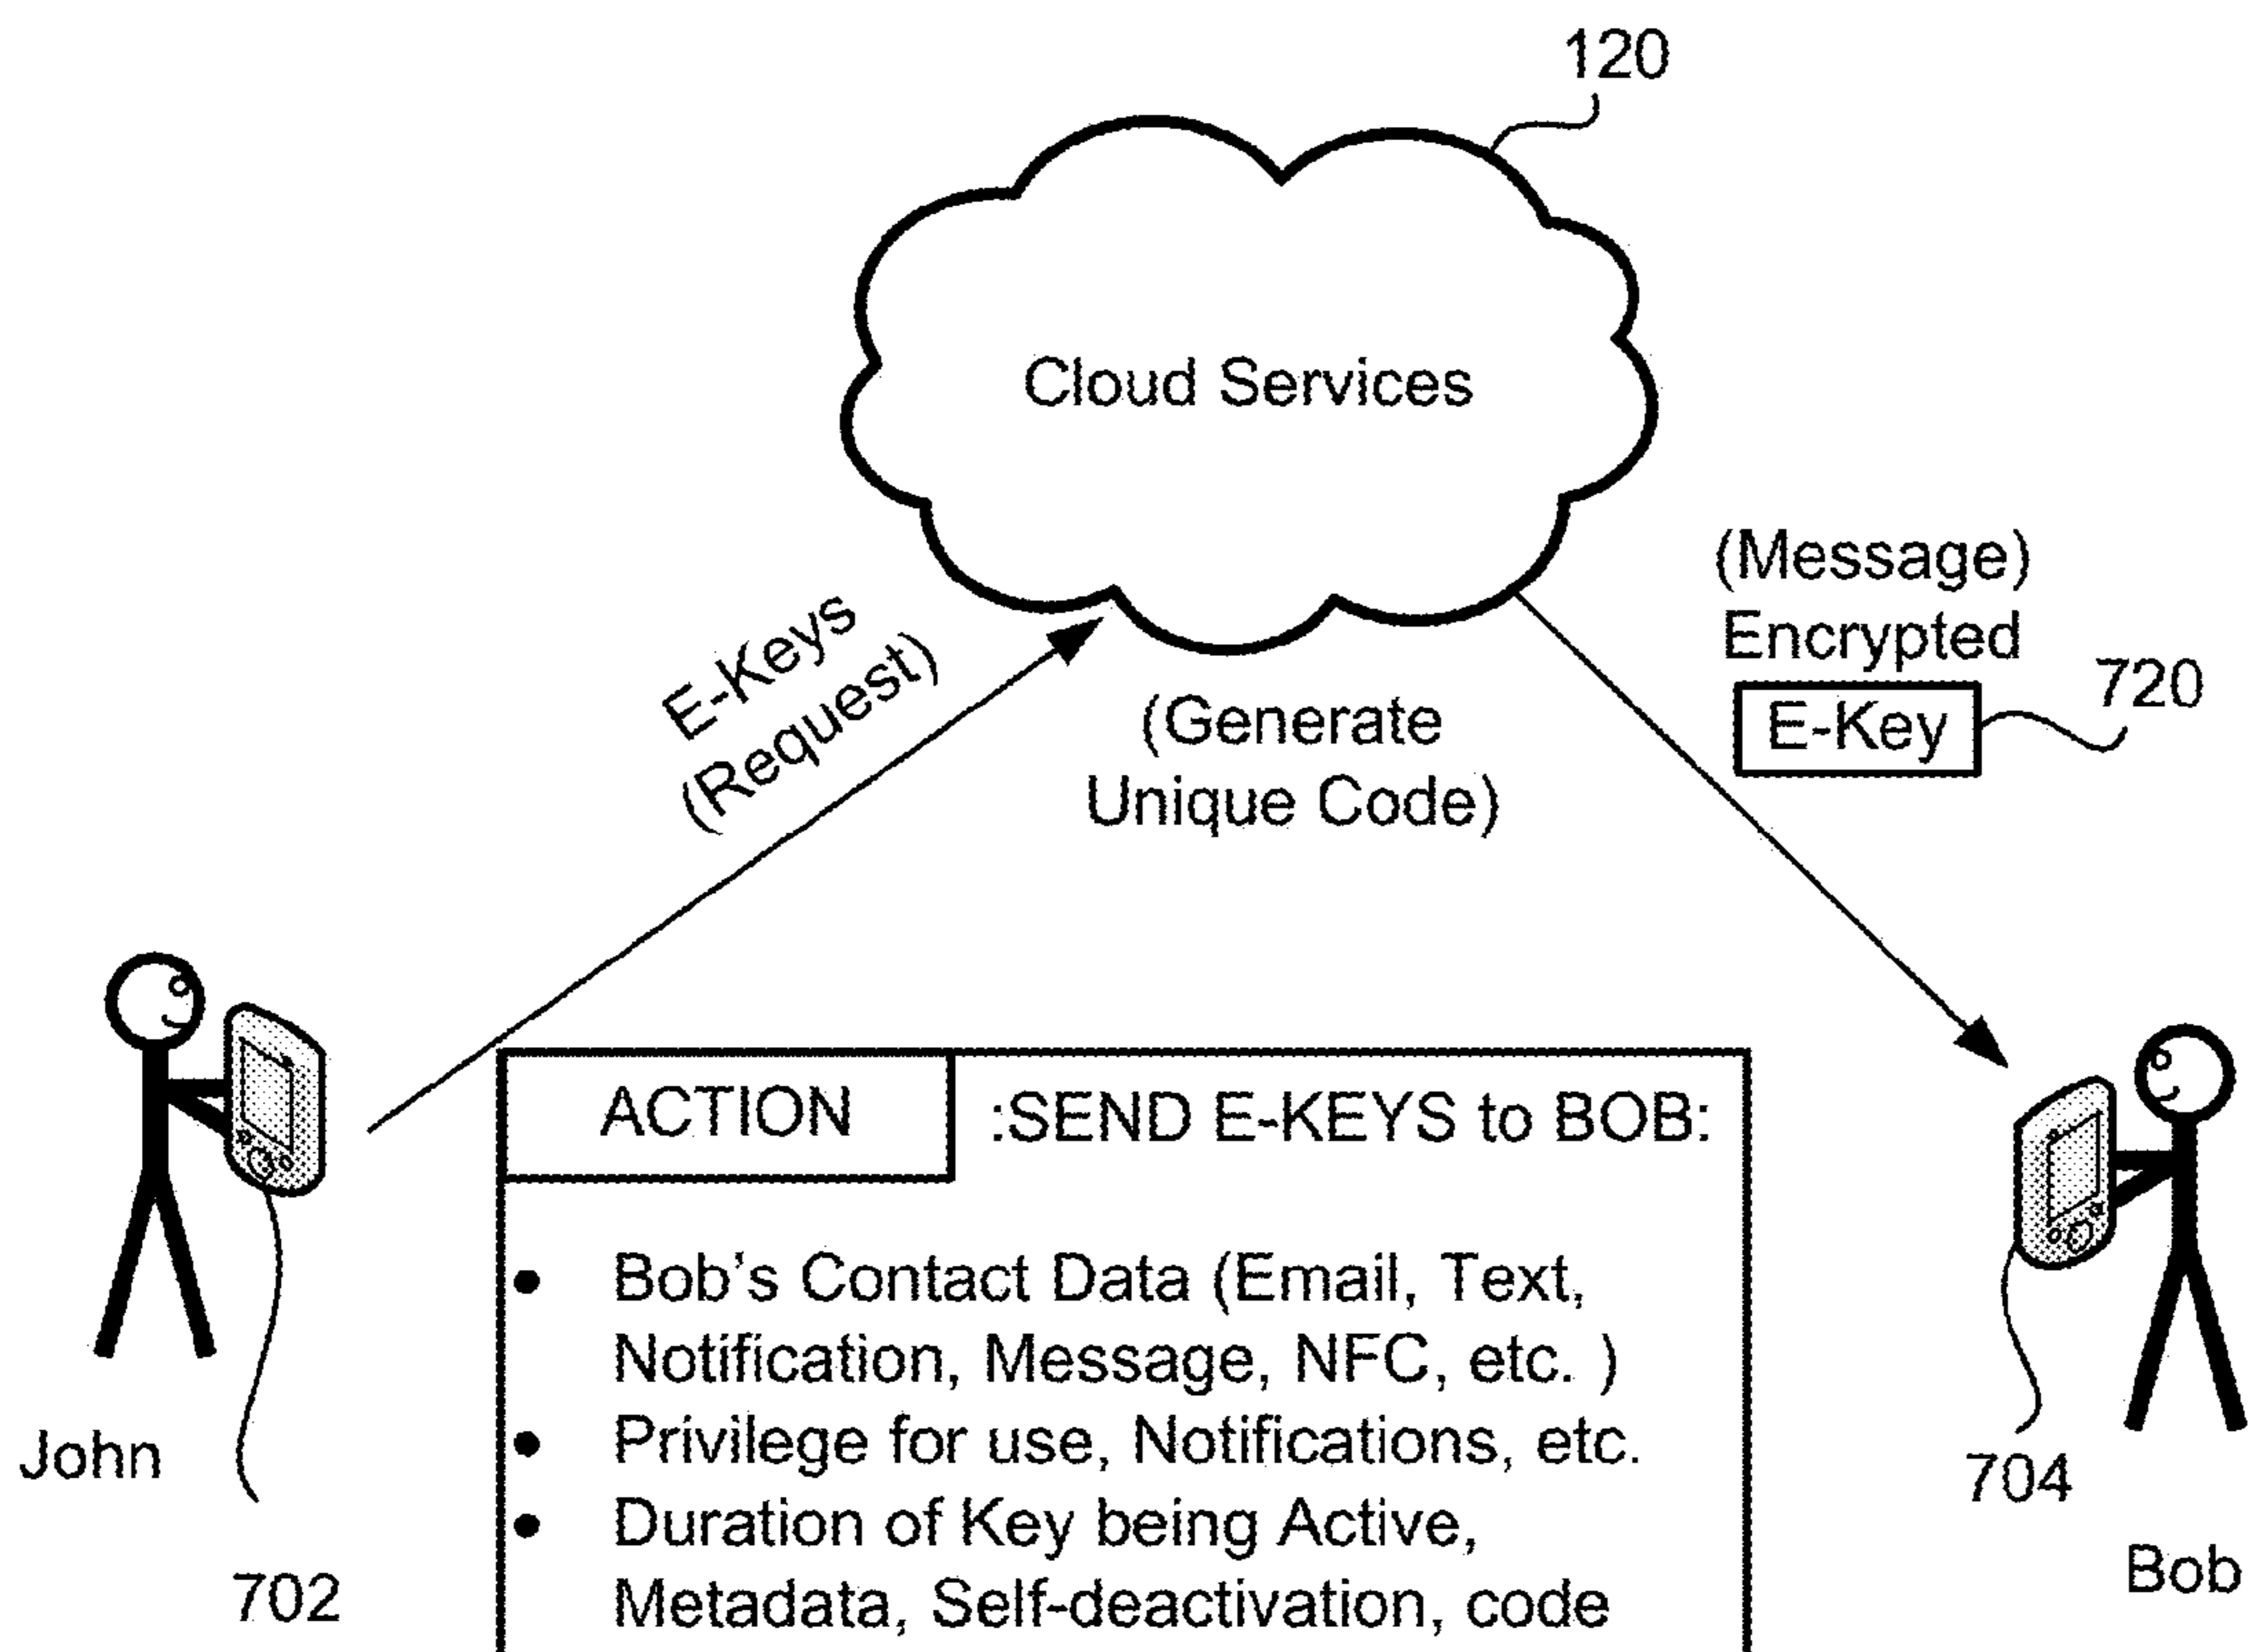 120
Cloud Services
(Message)
Encrypted
E-Key
720
E-Keys
(Request)
(Generate
Unique Code)
ACTION
:SEND E-KEYS to BOB:
• Bob's Contact Data (Email, Text,
Notification, Message, NFC, etc. )
• Privilege for use, Notifications, etc.
• Duration of Key being Active,
Metadata, Self-deactivation, code
John
702
704
Bob